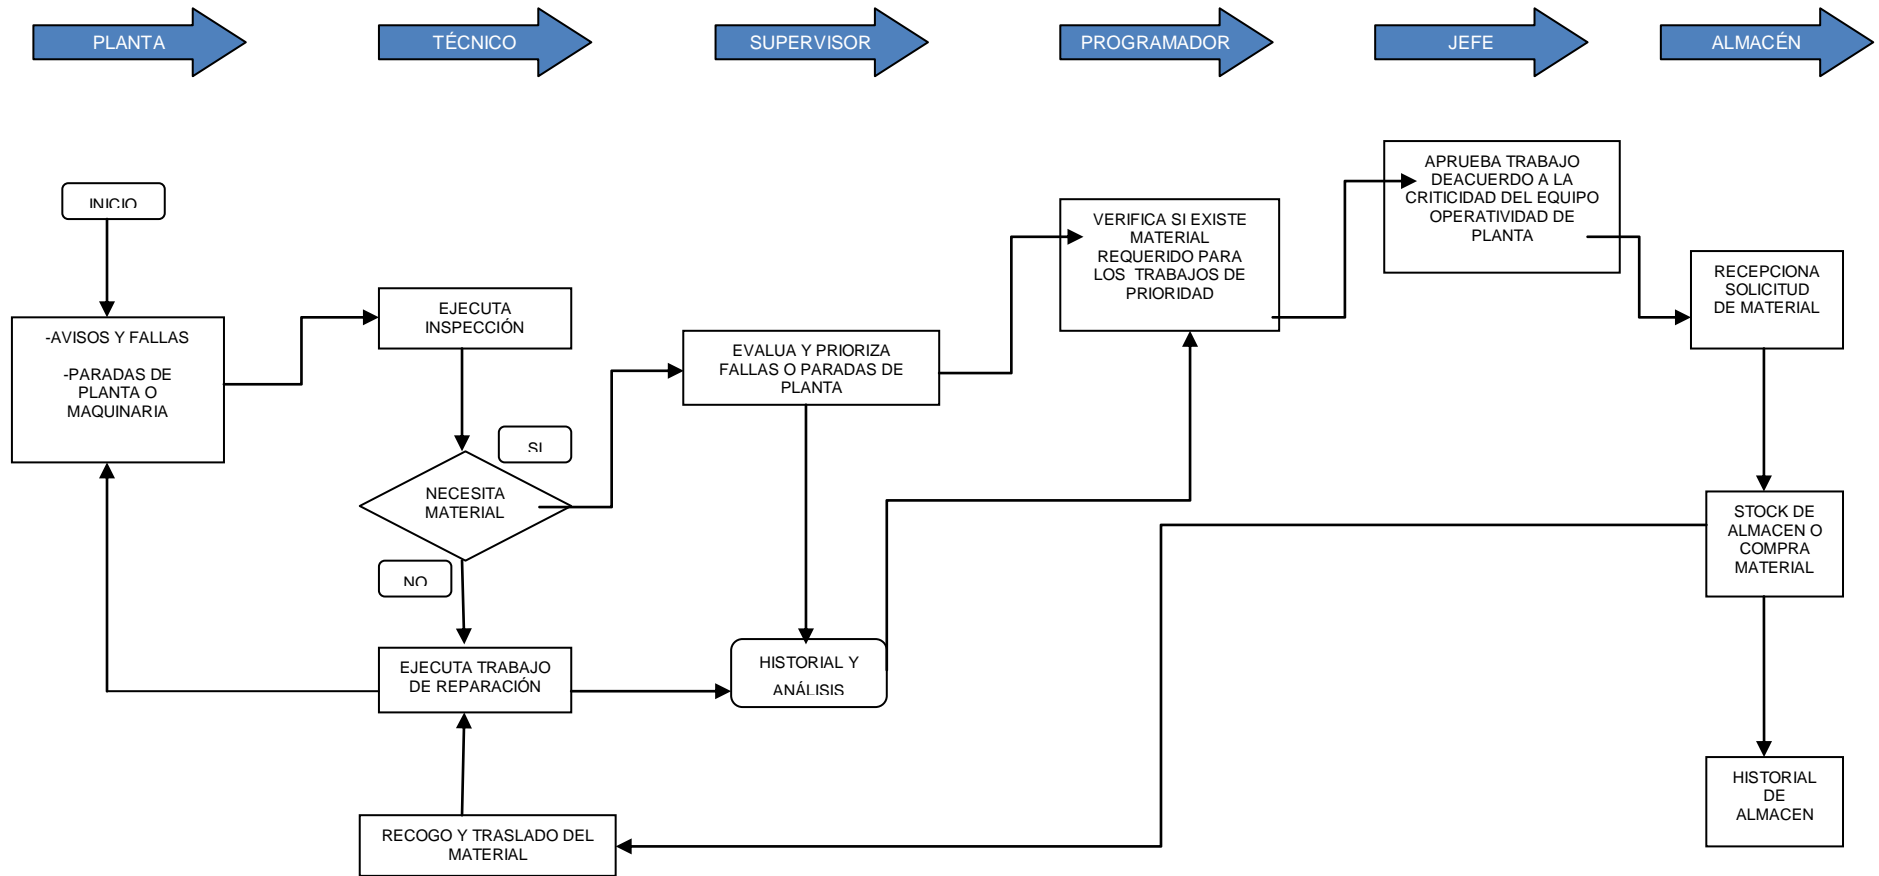 PLANTA
TÉCNICO
SUPERVISOR
PROGRAMADOR
JEFE
ALMACÉN
INICIO
-AVISOS Y FALLAS
-PARADAS DE
PLANTA O
MAQUINARIA
EJECUTA
INSPECCIÓN
SI
NECESITA
MATERIAL
NO
EJECUTA TRABAJO
DE REPARACIÓN
RECOGO Y TRASLADO DEL
MATERIAL
EVALUA Y PRIORIZA
FALLAS O PARADAS DE
PLANTA
HISTORIAL Y
ANÁLISIS
VERIFICA SI EXISTE
MATERIAL
REQUERIDO PARA
LOS TRABAJOS DE
PRIORIDAD
APRUEBA TRABAJO
DEACUERDO A LA
CRITICIDAD DEL EQUIPO
OPERATIVIDAD DE
PLANTA
RECEPCIONA
SOLICITUD
DE MATERIAL
STOCK DE
ALMACEN O
COMPRA
MATERIAL
HISTORIAL
DE
ALMACEN